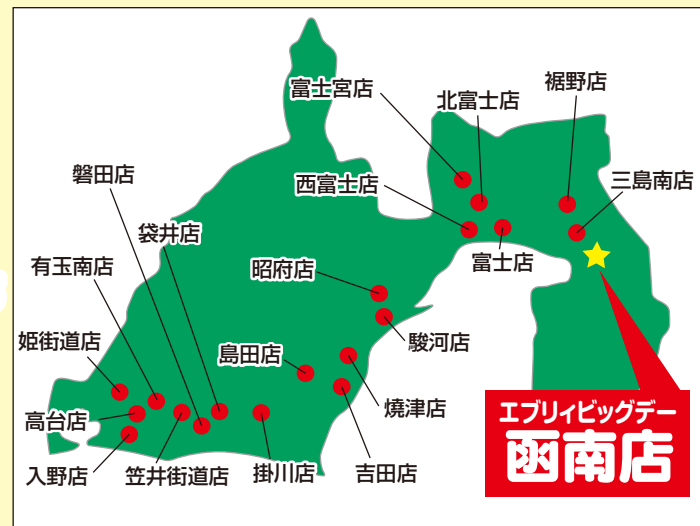 富士宮店
北富士店
裾野店
三島南店
西富士店
富士店
磐田店
袋井店
有玉南店
昭府店
駿河店
姫街道店
島田店
焼津店
高台店
入野店
笠井街道店
掛川店
吉田店
エブリィビッグデー
函南店